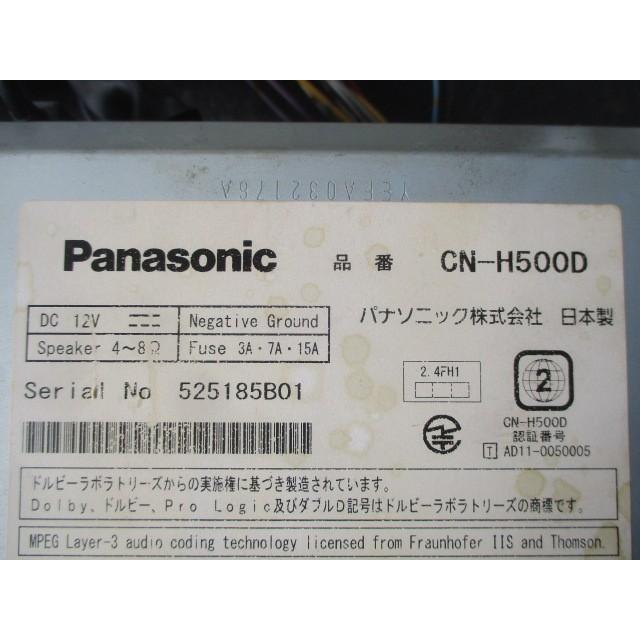 YEFA032178A
Panasonic 品番 CN-H500D
DC 12V Negative Ground
Speaker 4～8Ω Fuse 3A・7A・15A
パナソニック株式会社 日本製
Serial No 525185B01
2.4FH1
2
CN-H500D
認証番号
T AD11-0050005
ドルビーラボラトリーズからの実施権に基づき製造されています。
Dolby、ドルビー、Pro Logic及びダブルD記号はドルビーラボラトリーズの商標です。
MPEG Layer-3 audio coding technology licensed from Fraunhofer IIS and Thomson.